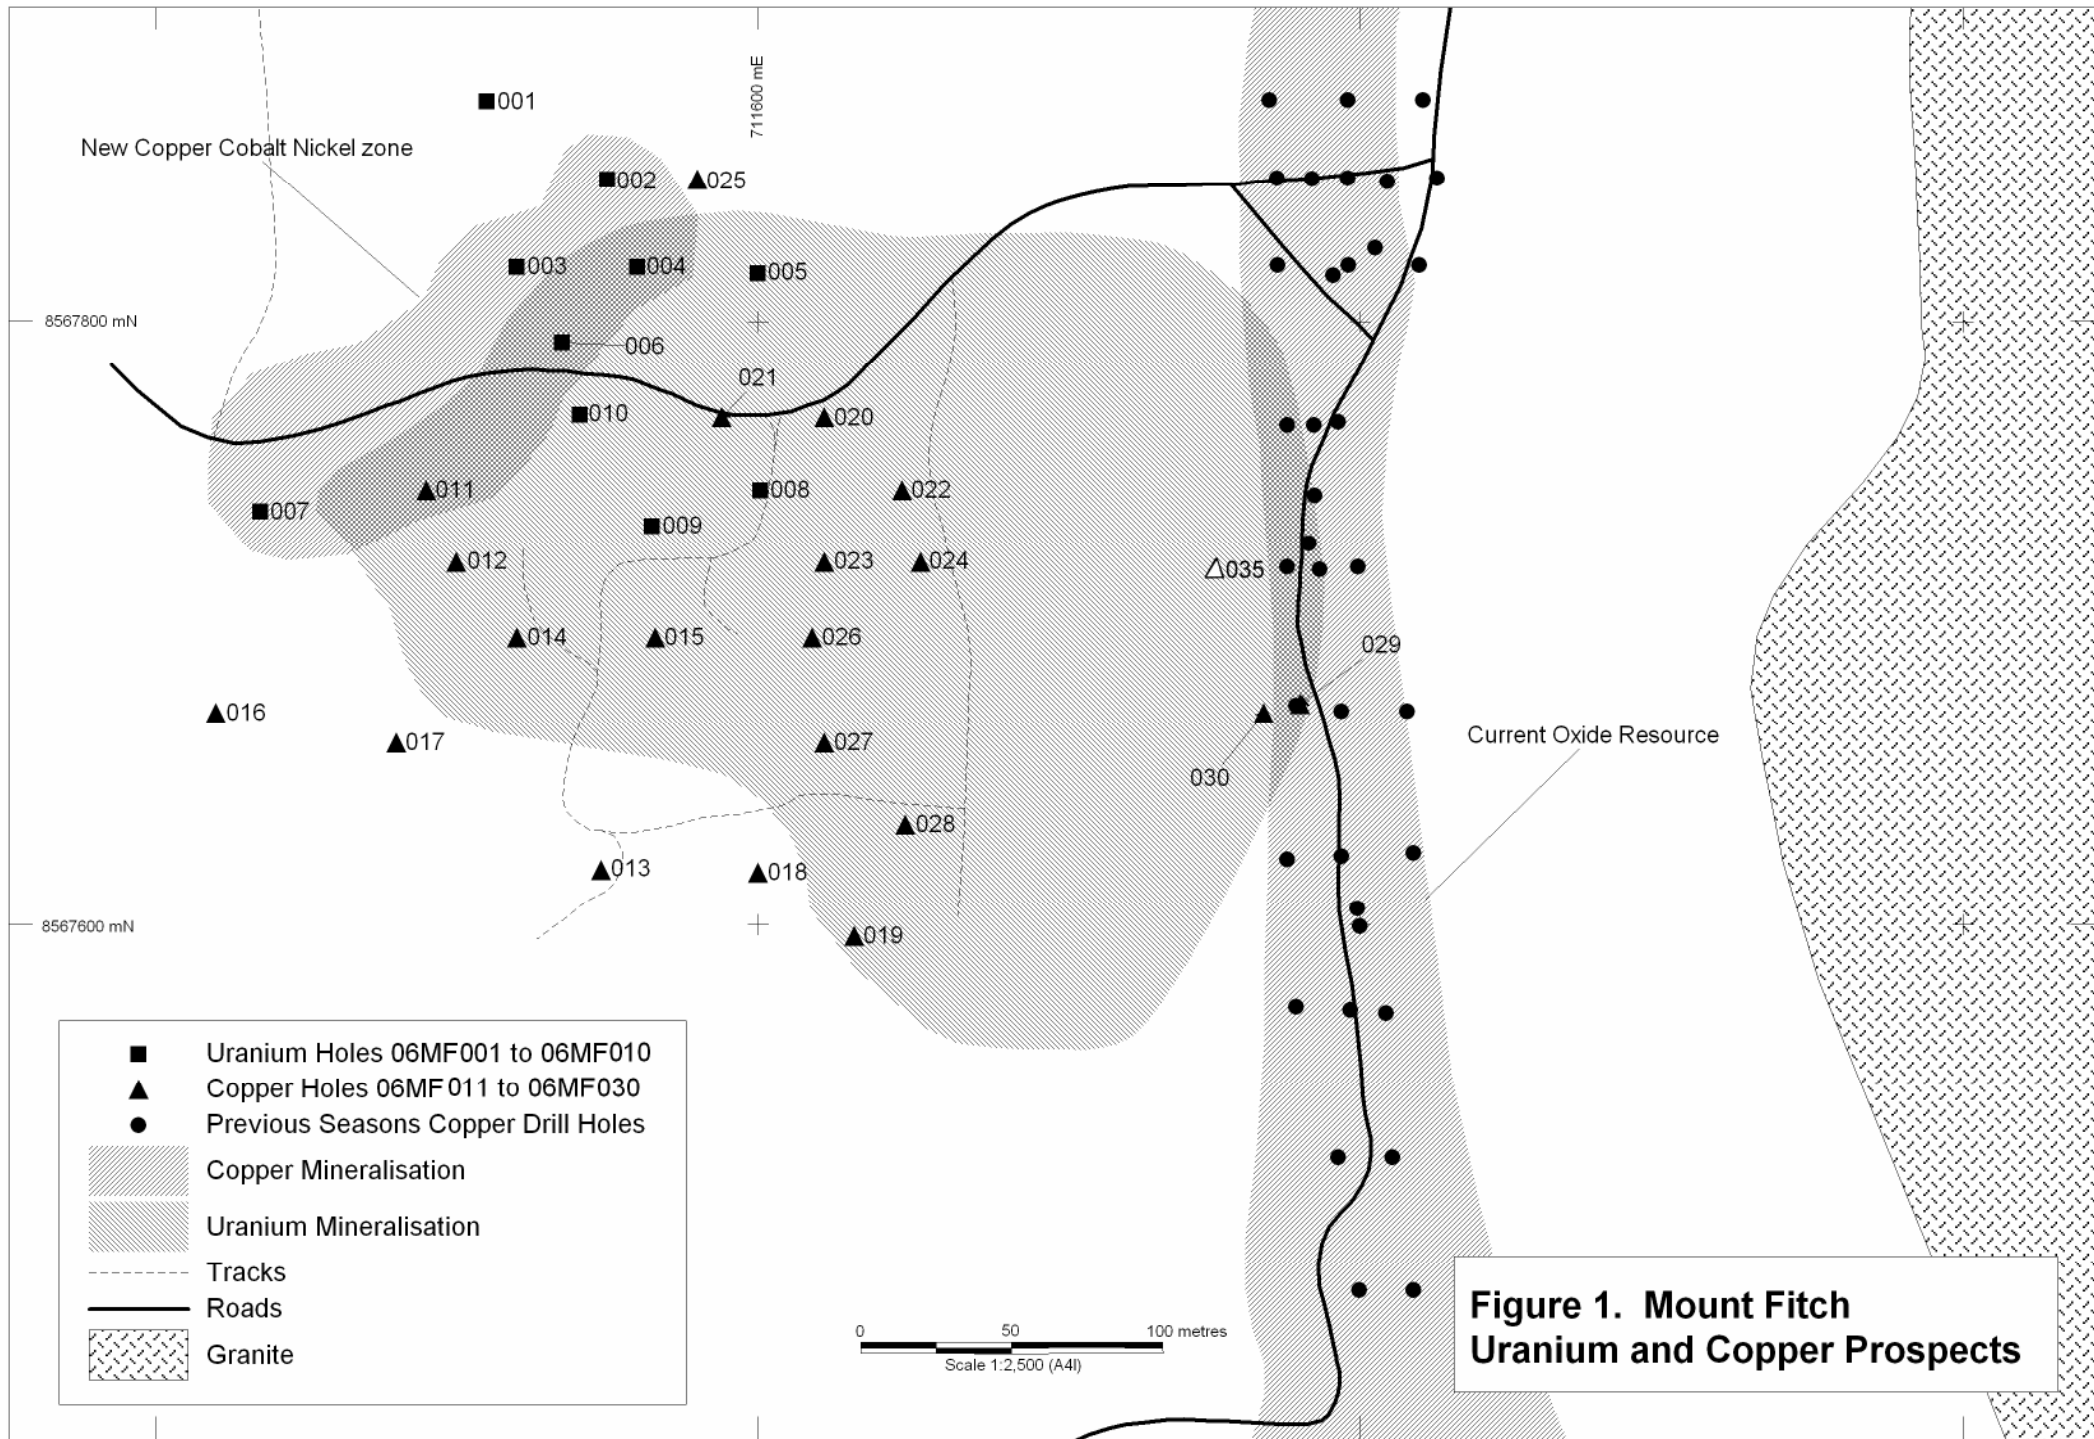 001
711600 mE
New Copper Cobalt Nickel zone
002
025
003
004
005
8567800 mN
006
021
010
020
011
008
022
007
009
012
023
024
035
014
015
026
029
016
017
027
Current Oxide Resource
030
028
013
018
8567600 mN
019
Uranium Holes 06MF001 to 06MF010
Copper Holes 06MF011 to 06MF030
Previous Seasons Copper Drill Holes
Copper Mineralisation
Uranium Mineralisation
Tracks
Roads
Granite
0 50 100 metres
Scale 1:2,500 (A4l)
Figure 1. Mount Fitch
Uranium and Copper Prospects